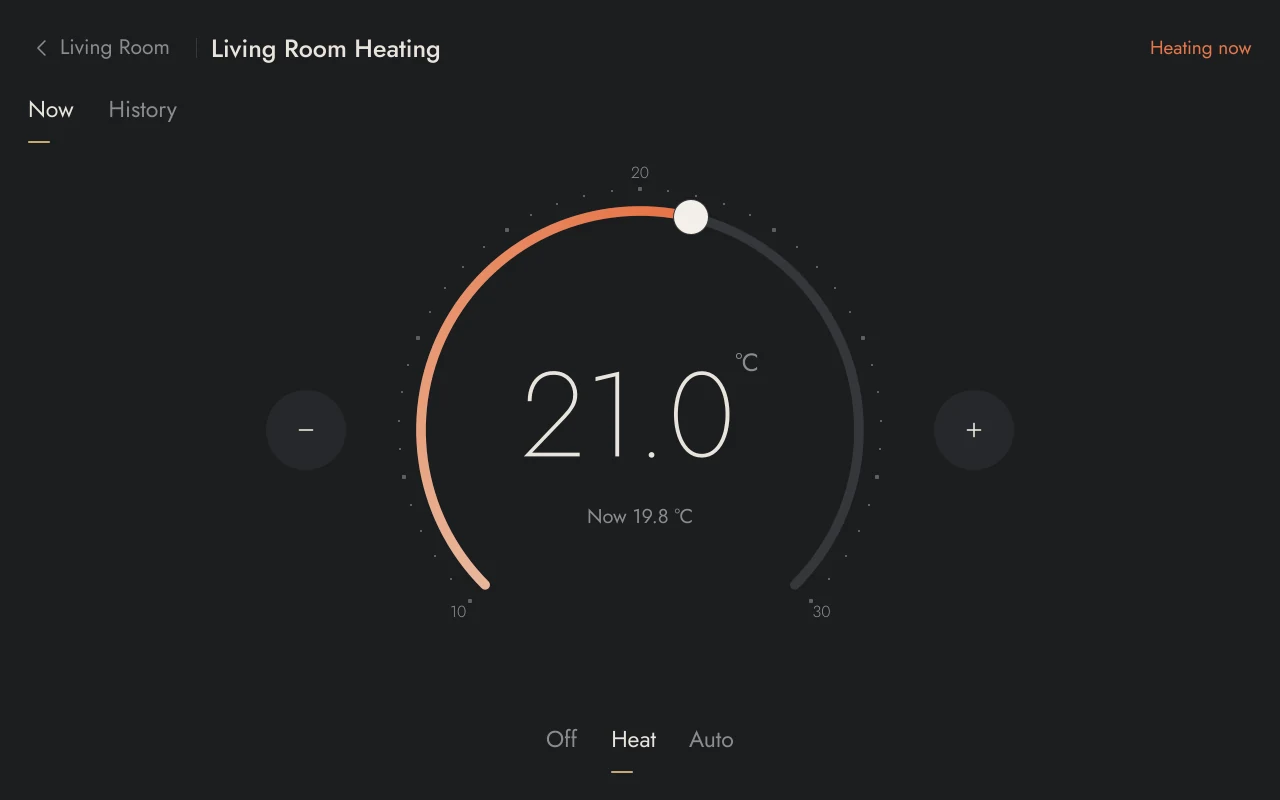 Living Room
Living Room Heating
Heating now
Now
History
20
21.0 °C
Now 19.8 °C
10
30
Off
Heat
Auto